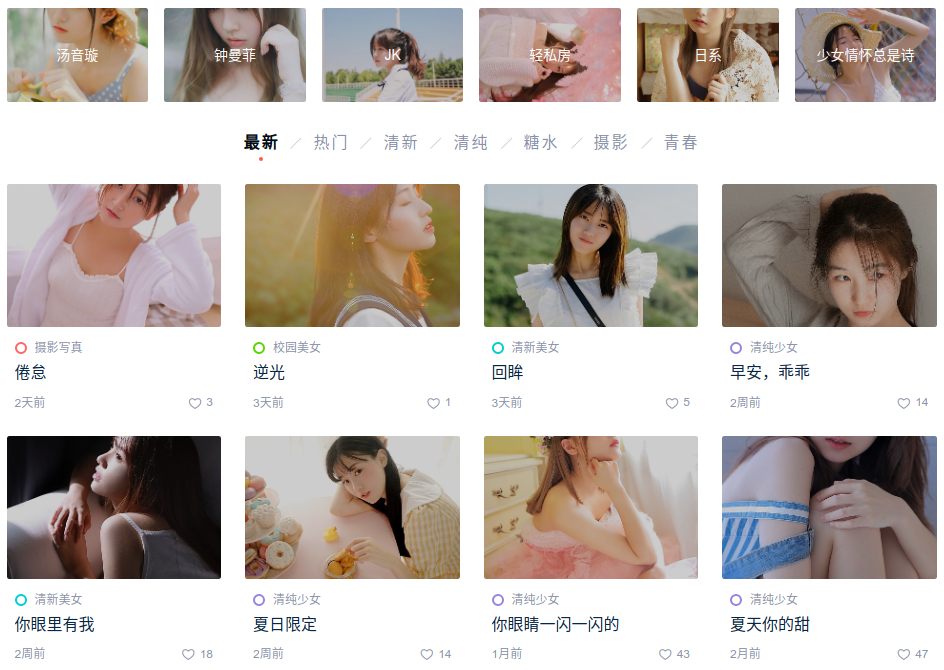 汤音璇
钟曼菲
JK
轻私房
日系
少女情怀总是诗
最新 ／ 热门 ／ 清新 ／ 清纯 ／ 糖水 ／ 摄影 ／ 青春
摄影写真
倦怠
2天前 3
校园美女
逆光
3天前 1
清新美女
回眸
3天前 5
清纯少女
早安，乖乖
2周前 14
清新美女
你眼里有我
2周前 18
清纯少女
夏日限定
2周前 14
清纯少女
你眼睛一闪一闪的
1月前 43
清纯少女
夏天你的甜
2月前 47